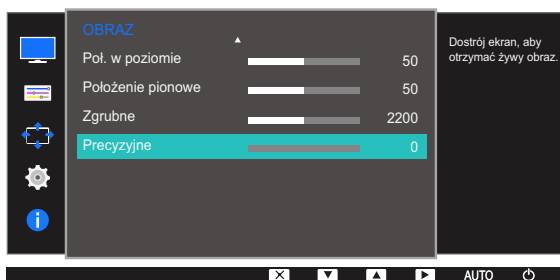 OBRAZ
Poł. w poziomie 50
Położenie pionowe 50
Zgrubne 2200
Precyzyjne 0
Dostrój ekran, aby
otrzymać żywy obraz.
AUTO